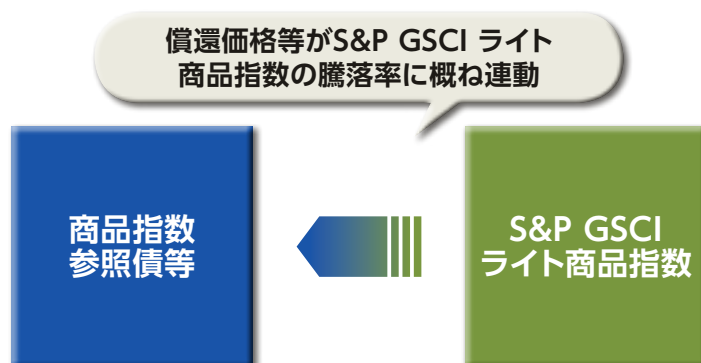 償還価格等がS&P GSCI ライト
商品指数の騰落率に概ね連動
商品指数
参照債等
S&P GSCI
ライト商品指数